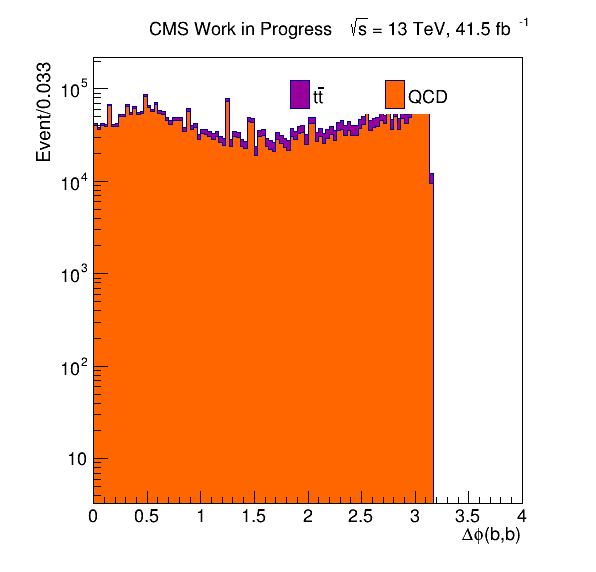 CMS Work in Progress √s = 13 TeV, 41.5 fb⁻¹
Event/0.033
tt̄ QCD
10⁵
10⁴
10³
10²
10
0 0.5 1 1.5 2 2.5 3 3.5 4
Δϕ(b,b)